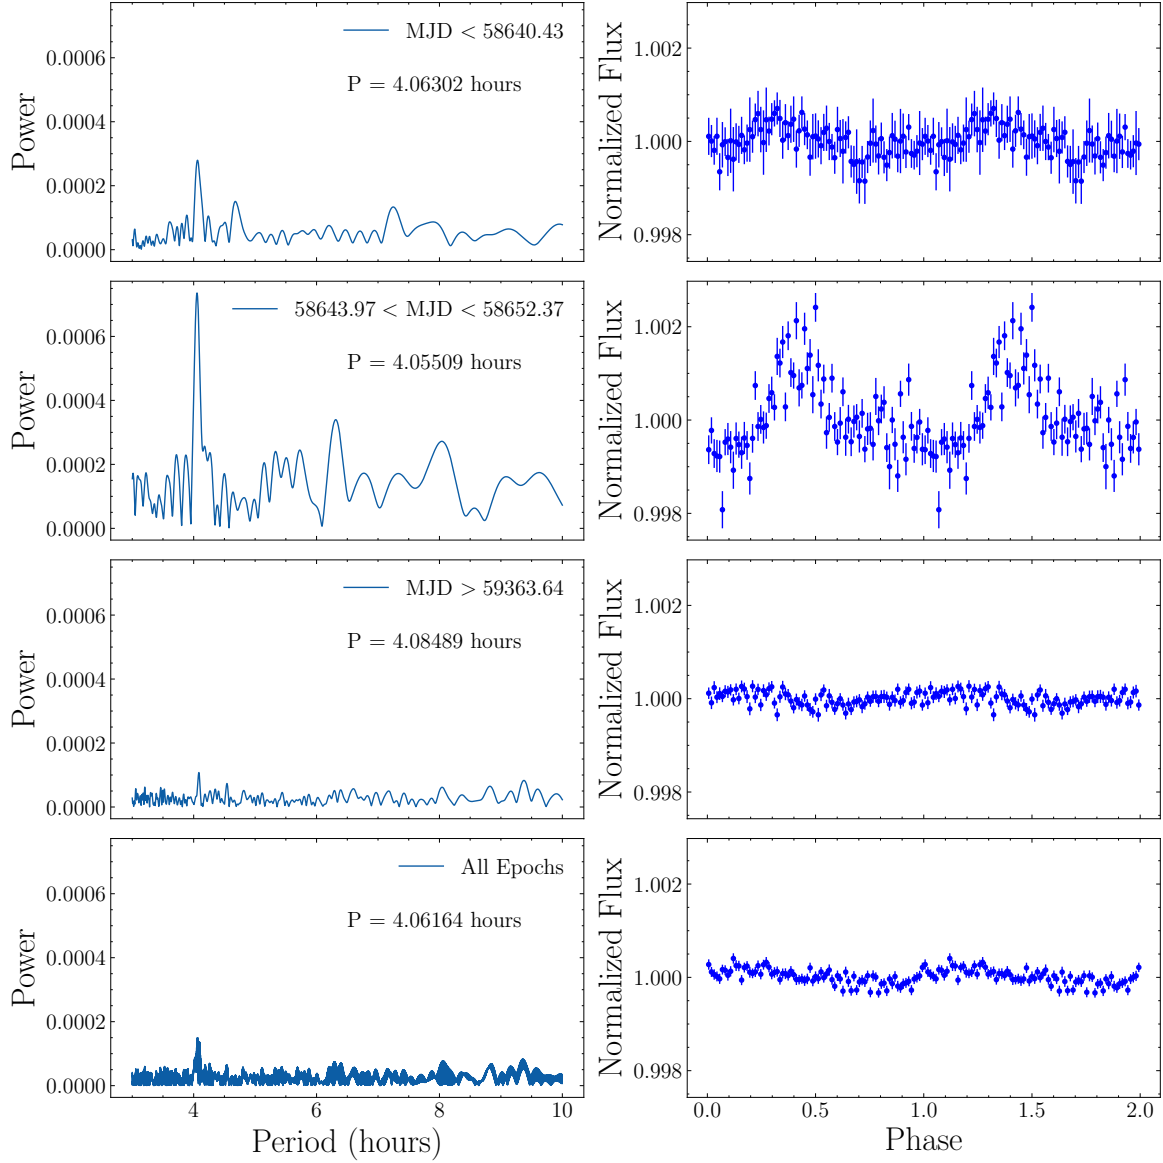 Power
0.0006
0.0004
0.0002
0.0000
MJD < 58640.43
P = 4.06302 hours
Normalized Flux
1.002
1.000
0.998
Power
0.0006
0.0004
0.0002
0.0000
58643.97 < MJD < 58652.37
P = 4.05509 hours
Normalized Flux
1.002
1.000
0.998
Power
0.0006
0.0004
0.0002
0.0000
MJD > 59363.64
P = 4.08489 hours
Normalized Flux
1.002
1.000
0.998
Power
0.0006
0.0004
0.0002
0.0000
All Epochs
P = 4.06164 hours
4 6 8 10
Period (hours)
Normalized Flux
1.002
1.000
0.998
0.0 0.5 1.0 1.5 2.0
Phase